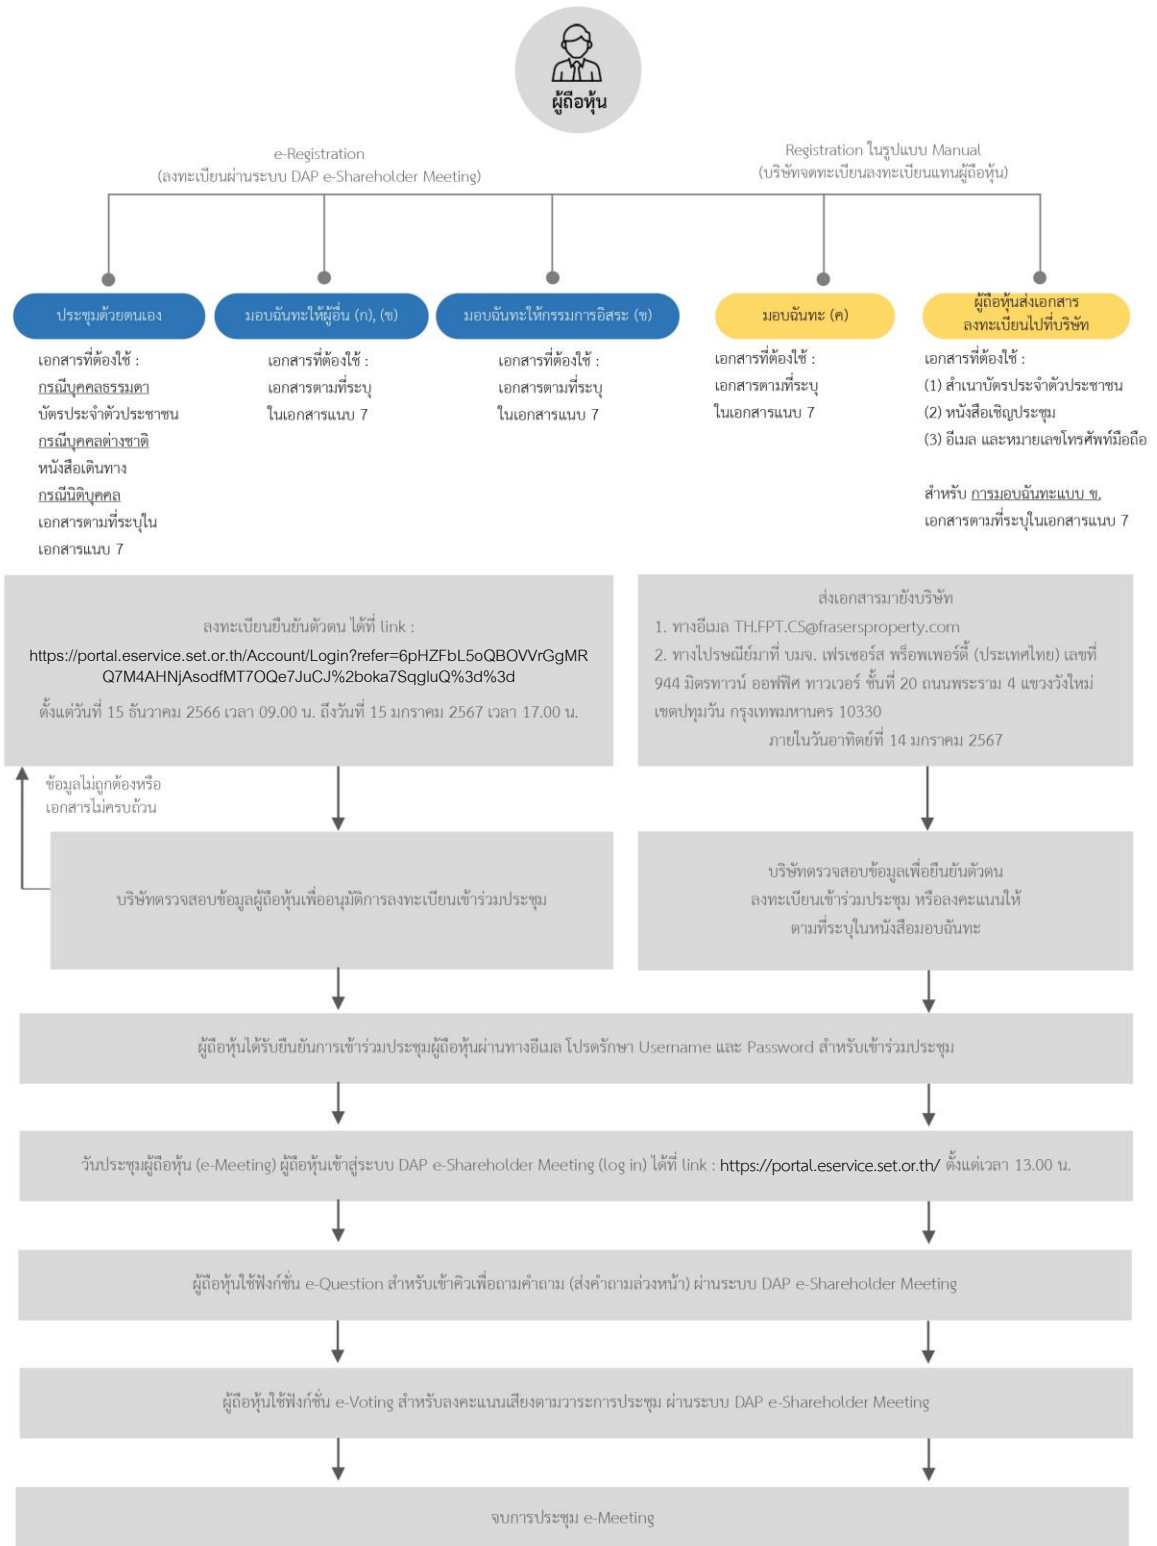 ผู้ถือหุ้น
e-Registration
(ลงทะเบียนผ่านระบบ DAP e-Shareholder Meeting)
Registration ในรูปแบบ Manual
(บริษัทจดทะเบียนลงทะเบียนแทนผู้ถือหุ้น)
ประชุมด้วยตนเอง
เอกสารที่ต้องใช้ :
กรณีบุคคลธรรมดา
บัตรประจำตัวประชาชน
กรณีบุคคลต่างชาติ
หนังสือเดินทาง
กรณีนิติบุคคล
เอกสารตามที่ระบุใน
เอกสารแนบ 7
มอบฉันทะให้ผู้อื่น (ก), (ข)
เอกสารที่ต้องใช้ :
เอกสารตามที่ระบุ
ในเอกสารแนบ 7
มอบฉันทะให้กรรมการอิสระ (ข)
เอกสารที่ต้องใช้ :
เอกสารตามที่ระบุ
ในเอกสารแนบ 7
มอบฉันทะ (ค)
เอกสารที่ต้องใช้ :
เอกสารตามที่ระบุ
ในเอกสารแนบ 7
ผู้ถือหุ้นส่งเอกสาร
ลงทะเบียนไปที่บริษัท
เอกสารที่ต้องใช้ :
(1) สำเนาบัตรประจำตัวประชาชน
(2) หนังสือเชิญประชุม
(3) อีเมล และหมายเลขโทรศัพท์มือถือ
สำหรับ การมอบฉันทะแบบ ข.
เอกสารตามที่ระบุในเอกสารแนบ 7
ลงทะเบียนยืนยันตัวตน ได้ที่ link :
https://portal.eservice.set.or.th/Account/Login?refer=6pHZFbL5oQBOVVrGgMR
Q7M4AHNjAsodfMT7OQe7JuCJ%2boka7SqgluQ%3d%3d
ตั้งแต่วันที่ 15 ธันวาคม 2566 เวลา 09.00 น. ถึงวันที่ 15 มกราคม 2567 เวลา 17.00 น.
ส่งเอกสารมายังบริษัท
1. ทางอีเมล TH.FPT.CS@frasersproperty.com
2. ทางไปรษณีย์มาที่ บมจ. เฟรเซอร์ส พร็อพเพอร์ตี้ (ประเทศไทย) เลขที่
944 มิตรทาวน์ ออฟฟิศ ทาวเวอร์ ชั้นที่ 20 ถนนพระราม 4 แขวงวังใหม่
เขตปทุมวัน กรุงเทพมหานคร 10330
ภายในวันอาทิตย์ที่ 14 มกราคม 2567
ข้อมูลไม่ถูกต้องหรือ
เอกสารไม่ครบถ้วน
บริษัทตรวจสอบข้อมูลผู้ถือหุ้นเพื่ออนุมัติการลงทะเบียนเข้าร่วมประชุม
บริษัทตรวจสอบข้อมูลเพื่อยืนยันตัวตน
ลงทะเบียนเข้าร่วมประชุม หรือลงคะแนนให้
ตามที่ระบุในหนังสือมอบฉันทะ
ผู้ถือหุ้นได้รับยืนยันการเข้าร่วมประชุมผู้ถือหุ้นผ่านทางอีเมล โปรดรักษา Username และ Password สำหรับเข้าร่วมประชุม
วันประชุมผู้ถือหุ้น (e-Meeting) ผู้ถือหุ้นเข้าสู่ระบบ DAP e-Shareholder Meeting (log in) ได้ที่ link : https://portal.eservice.set.or.th/ ตั้งแต่เวลา 13.00 น.
ผู้ถือหุ้นใช้ฟังก์ชั่น e-Question สำหรับเข้าคิวเพื่อถามคำถาม (ส่งคำถามล่วงหน้า) ผ่านระบบ DAP e-Shareholder Meeting
ผู้ถือหุ้นใช้ฟังก์ชั่น e-Voting สำหรับลงคะแนนเสียงตามวาระการประชุม ผ่านระบบ DAP e-Shareholder Meeting
จบการประชุม e-Meeting